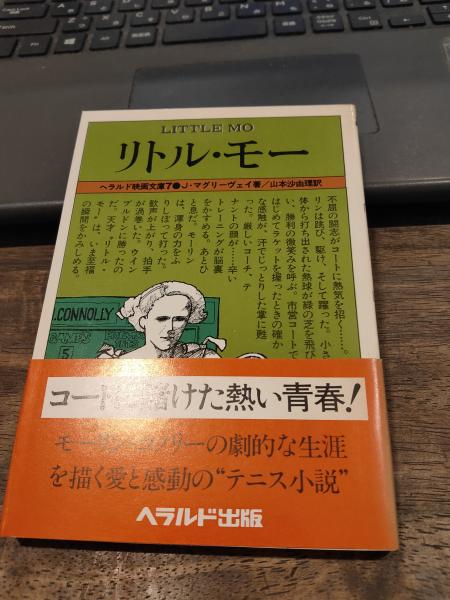 LITTLE MO
リトル・モー
ヘラルド映画文庫7●J・マグリーヴェイ著/山本沙由理訳
不屈の闘志がコートに熱気を招く……。
リンは跳び、駆け、そして躍った。小さ
体から打ち出された熱球が緑の芝を飛び
い、勝利の微笑みを呼ぶ。市営コートで
はじめてラケットを握ったときの確か
な感触が、汗でじっとりした掌に甦
った。厳しいコーチ、テ
ナントの顔が……辛い
トレーニングが脳裏
をかすめる。あとひ
と息だ。モーリン
は、渾身の力をふ
りしぼって打った。
歓声が上がり、拍手
が渦巻いた。ウイン
ブルドンに勝ったの
だ。天才・リトル・
モーは、いま至福
の瞬間をかみしめる。
.CONNOLLY
GAMES
5
コートに賭けた熱い青春!
モーリン・コノリーの劇的な生涯
を描く愛と感動の“テニス小説”
ヘラルド出版